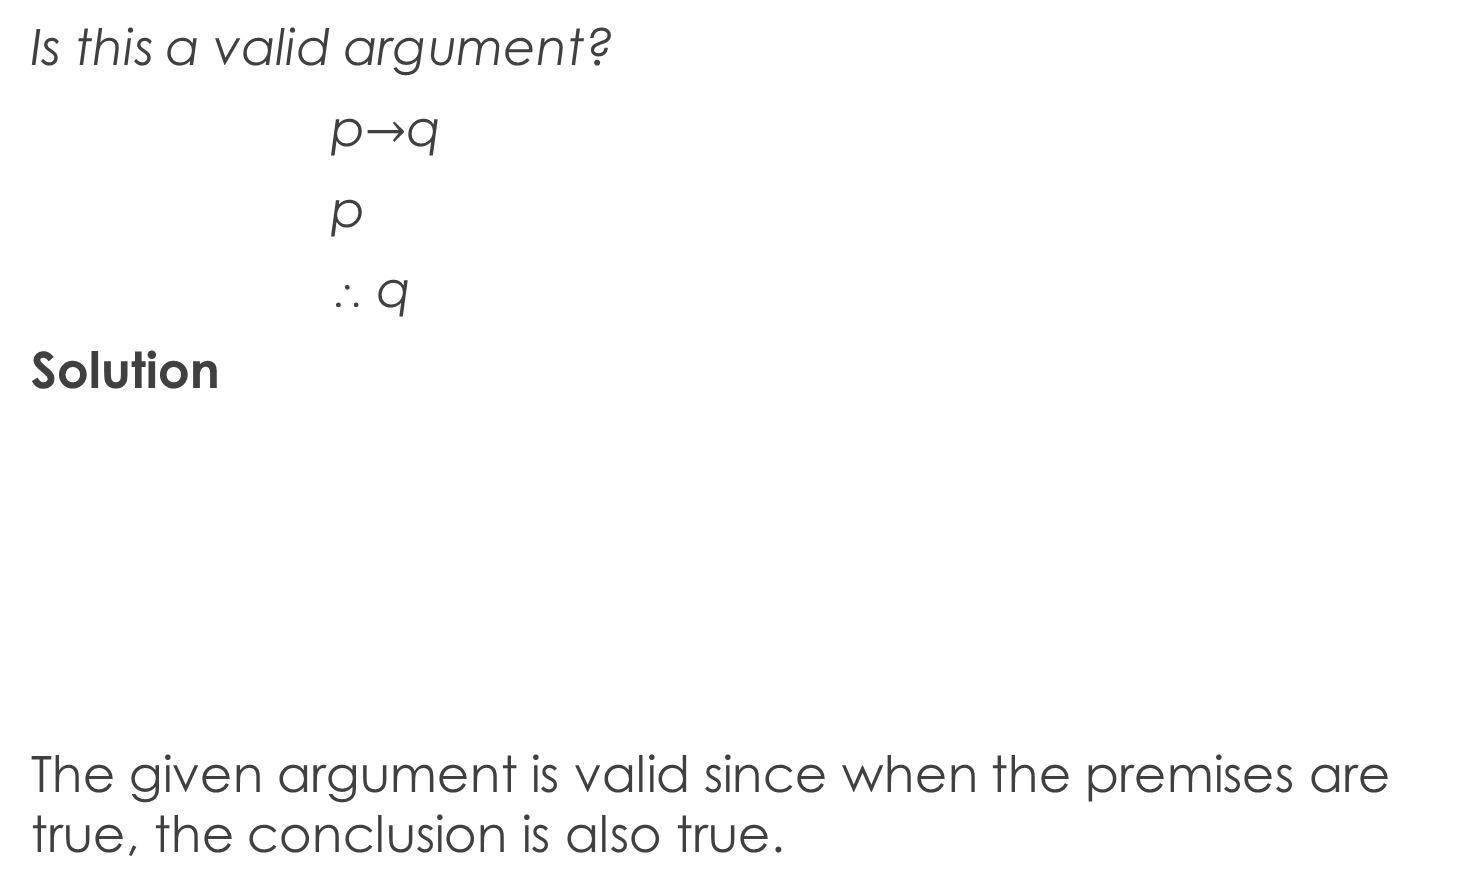 Is this a valid argument?
p→q
p
∴ q
Solution
The given argument is valid since when the premises are
true, the conclusion is also true.